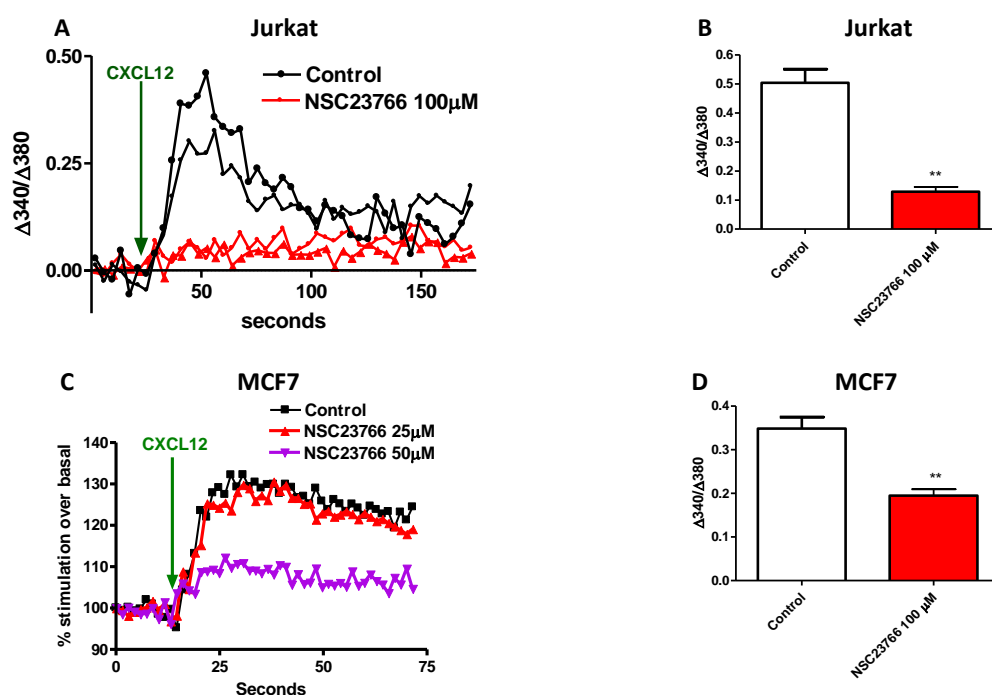 A
Jurkat
CXCL12
Control
NSC23766 100μM
0.50
0.25
0.00
Δ340/Δ380
50
100
150
seconds
B
Jurkat
0.6
0.5
0.4
0.3
0.2
0.1
0.0
Δ340/Δ380
**
Control
NSC23766 100 μM
C
MCF7
CXCL12
Control
NSC23766 25μM
NSC23766 50μM
140
130
120
110
100
90
% stimulation over basal
0
25
50
75
Seconds
D
MCF7
0.4
0.3
0.2
0.1
0.0
Δ340/Δ380
**
Control
NSC23766 100 μM